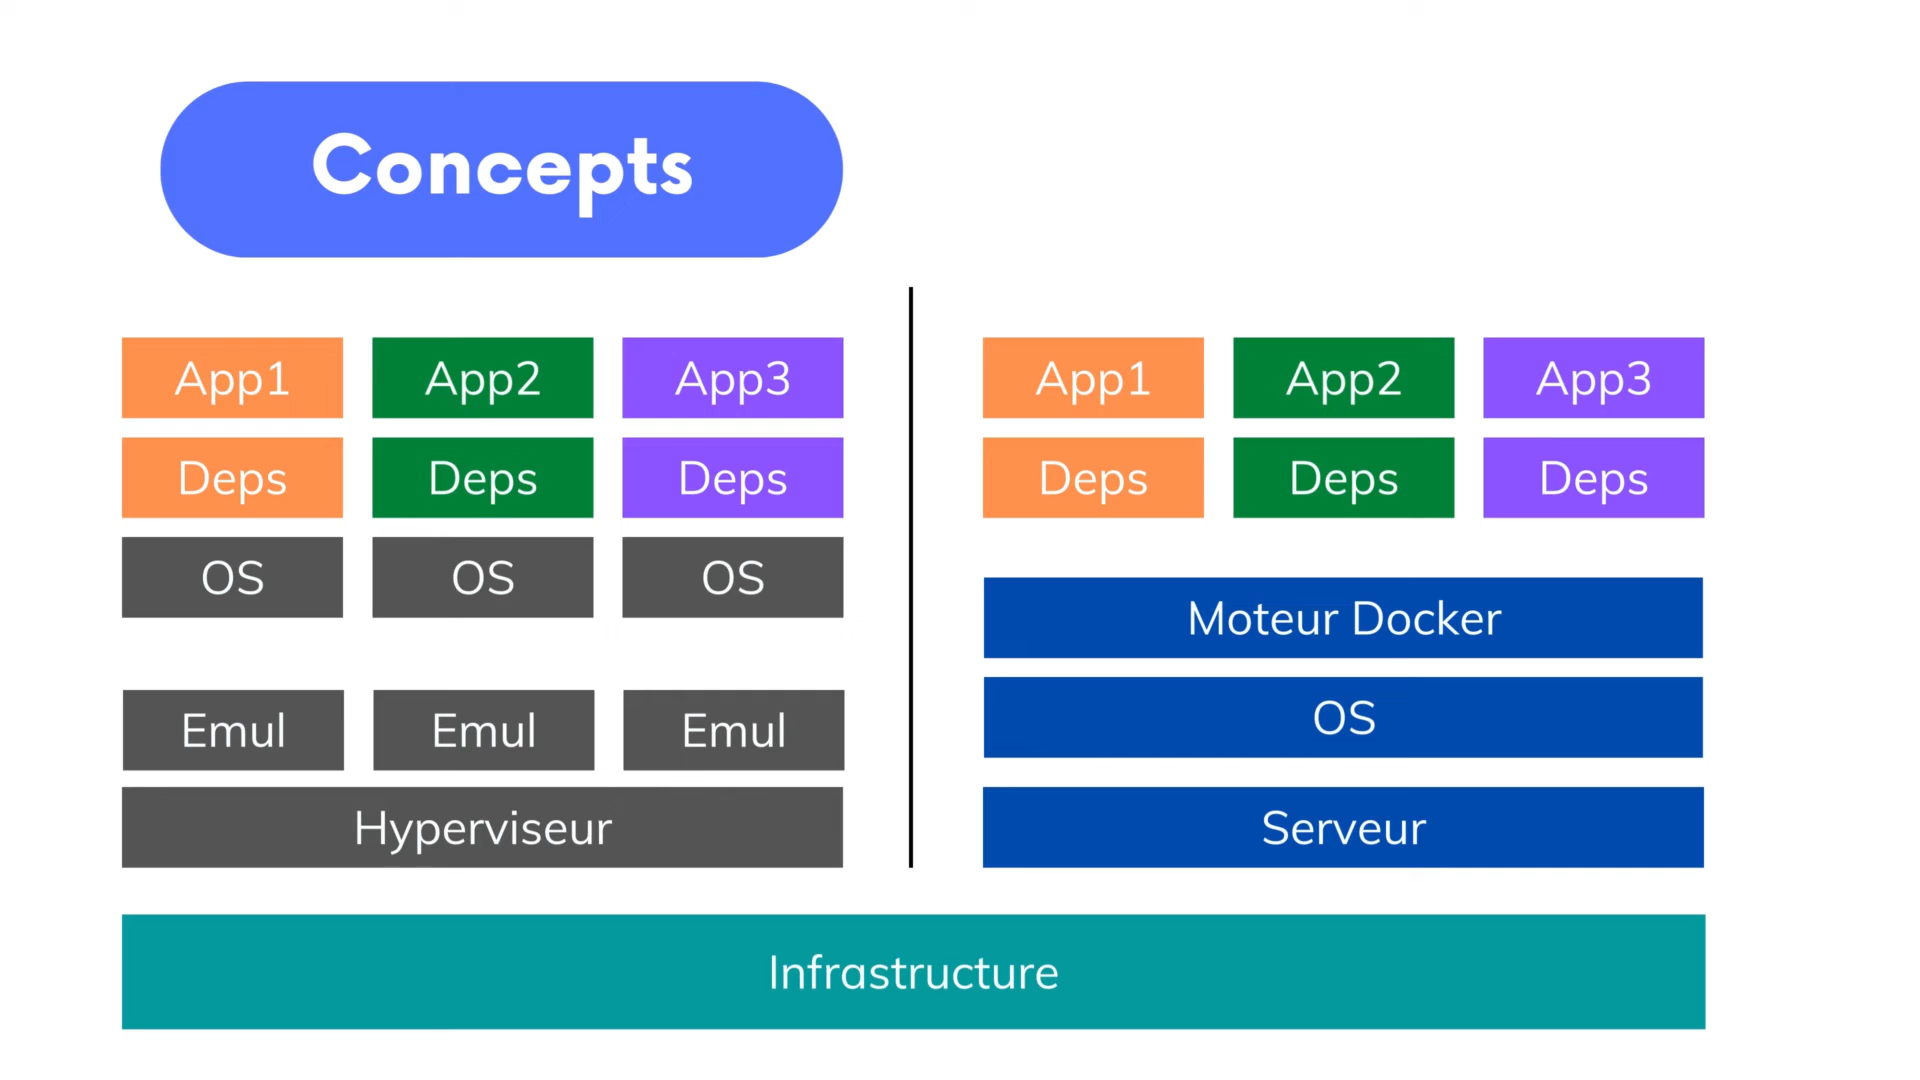 Concepts
App1 App2 App3
Deps Deps Deps
OS OS OS
Emul Emul Emul
Hyperviseur
App1 App2 App3
Deps Deps Deps
Moteur Docker
OS
Serveur
Infrastructure